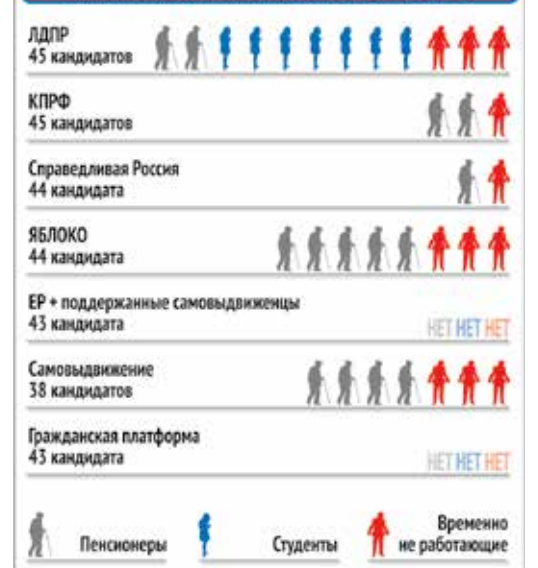 ЛДПР
45 кандидатов
КПРФ
45 кандидатов
Справедливая Россия
44 кандидата
ЯБЛОКО
44 кандидата
ЕР + поддержанные самовыдвиженцы
43 кандидата
НЕТ НЕТ НЕТ
Самовыдвижение
38 кандидатов
Гражданская платформа
43 кандидата
НЕТ НЕТ НЕТ
Пенсионеры
Студенты
Временно
не работающие